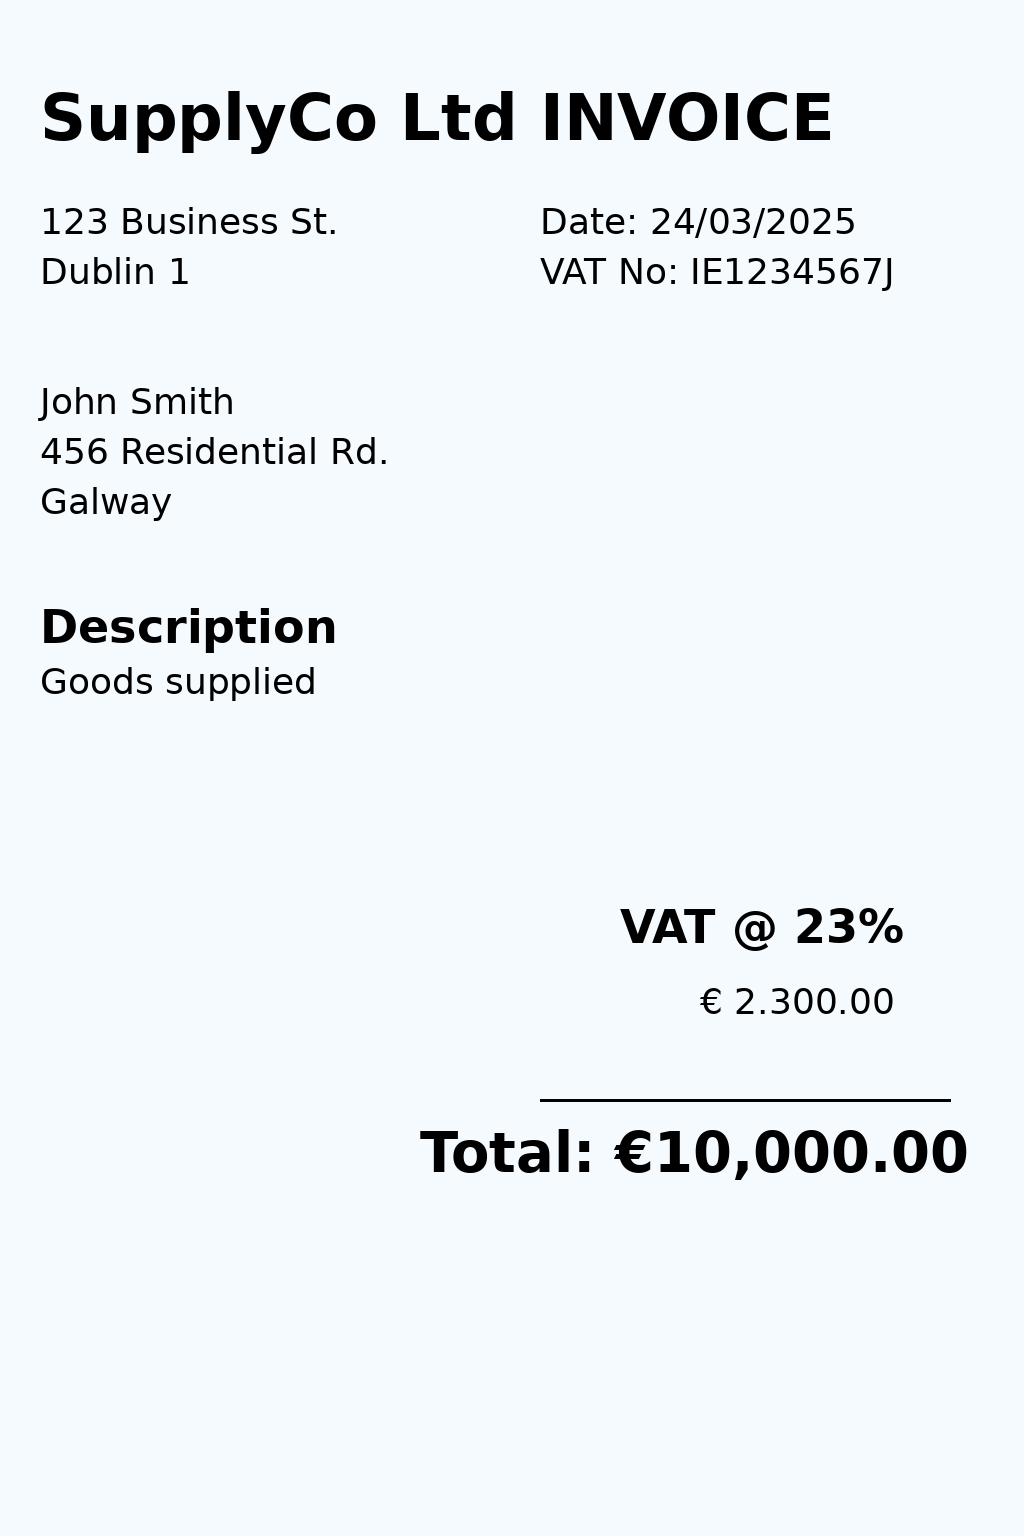 SupplyCo Ltd INVOICE
123 Business St.
Dublin 1
Date: 24/03/2025
VAT No: IE1234567J
John Smith
456 Residential Rd.
Galway
Description
Goods supplied
VAT @ 23%
€ 2.300.00
Total: €10,000.00